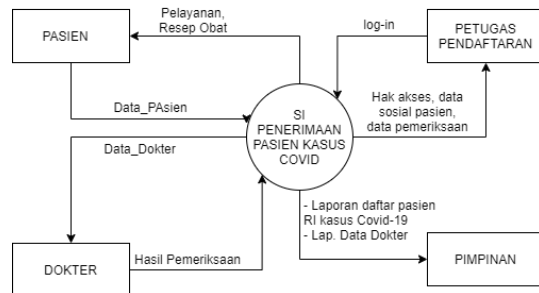 Pelayanan,
Resep Obat
PASIEN
log-in
PETUGAS
PENDAFTARAN
Data_PAsien
SI
PENERIMAAN
PASIEN KASUS
COVID
Hak akses, data
sosial pasien,
data pemeriksaan
Data_Dokter
- Laporan daftar pasien
RI kasus Covid-19
- Lap. Data Dokter
DOKTER
Hasil Pemeriksaan
PIMPINAN